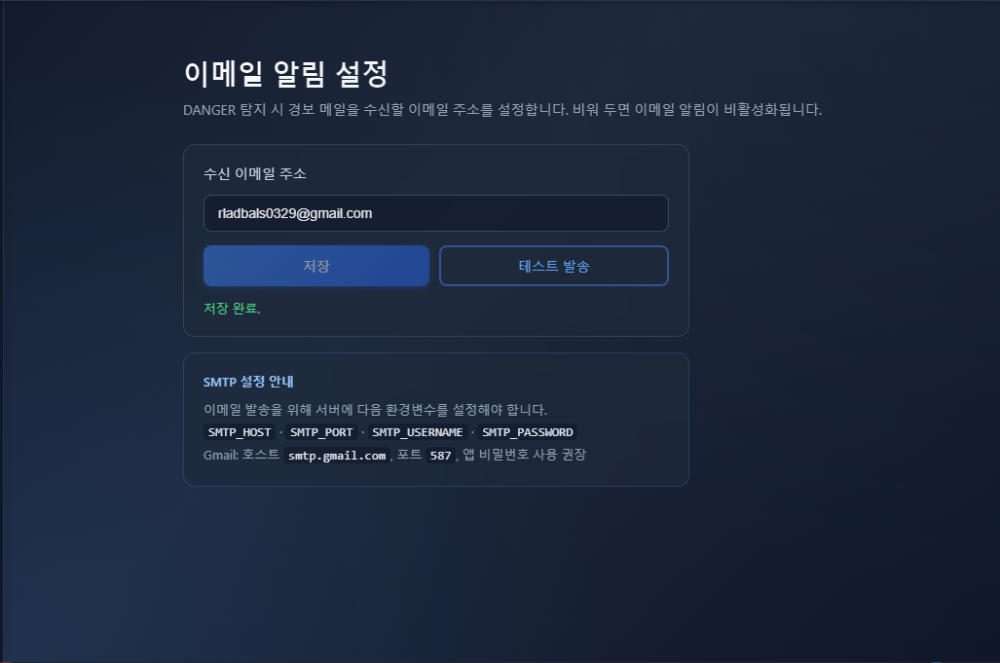 이메일 알림 설정
DANGER 탐지 시 경보 메일을 수신할 이메일 주소를 설정합니다. 비워 두면 이메일 알림이 비활성화됩니다.
수신 이메일 주소
rladbals0329@gmail.com
저장 테스트 발송
저장 완료.
SMTP 설정 안내
이메일 발송을 위해 서버에 다음 환경변수를 설정해야 합니다.
SMTP_HOST · SMTP_PORT · SMTP_USERNAME · SMTP_PASSWORD
Gmail: 호스트 smtp.gmail.com , 포트 587 , 앱 비밀번호 사용 권장